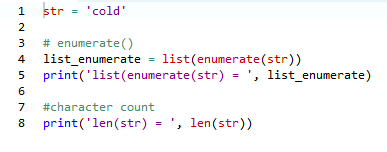 1 str = 'cold'
2
3 # enumerate()
4 list_enumerate = list(enumerate(str))
5 print('list(enumerate(str) = ', list_enumerate)
6
7 #character count
8 print('len(str) = ', len(str))